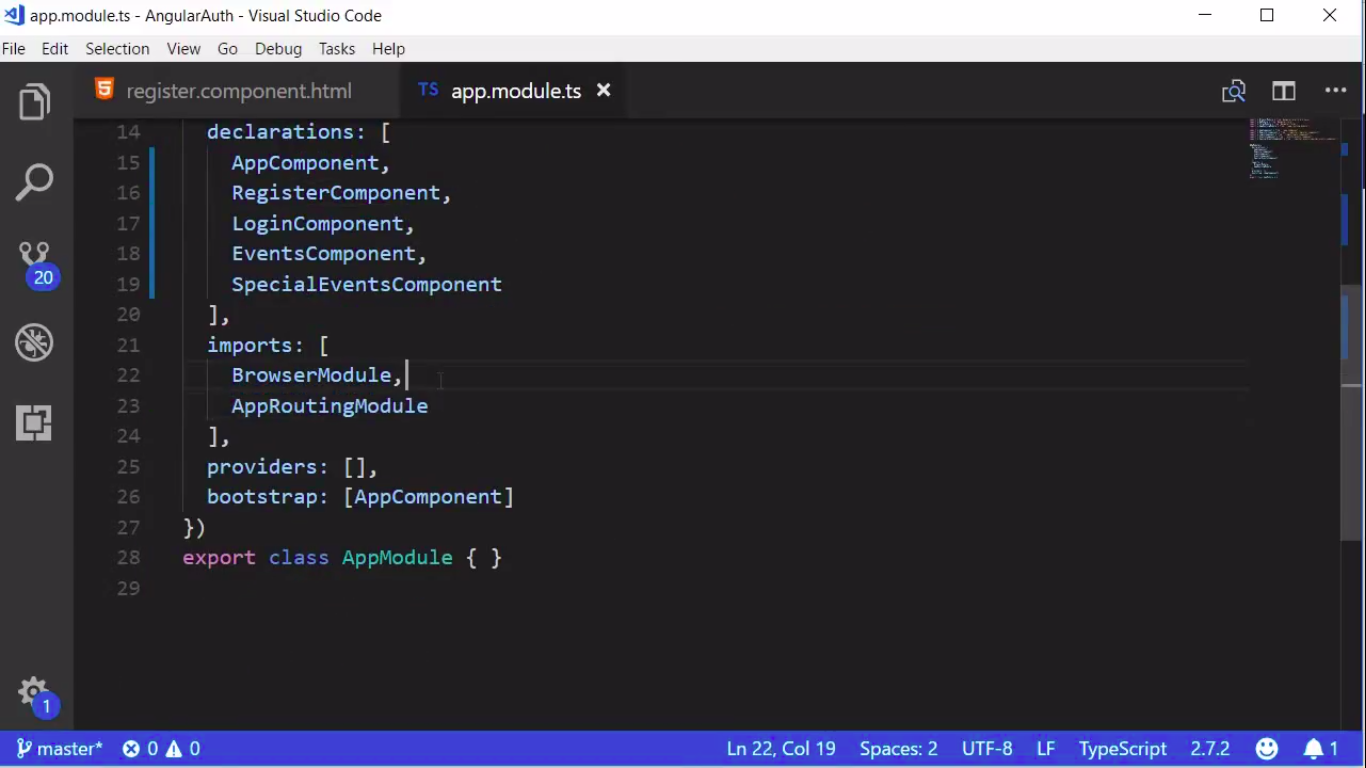 app.module.ts - AngularAuth - Visual Studio Code
File Edit Selection View Go Debug Tasks Help
register.component.html TS app.module.ts
14 declarations: [
15 AppComponent,
16 RegisterComponent,
17 LoginComponent,
18 EventsComponent,
19 SpecialEventsComponent
20 ],
21 imports: [
22 BrowserModule,
23 AppRoutingModule
24 ],
25 providers: [],
26 bootstrap: [AppComponent]
27 })
28 export class AppModule { }
29
20
1
master* 0 0 Ln 22, Col 19 Spaces: 2 UTF-8 LF TypeScript 2.7.2 1